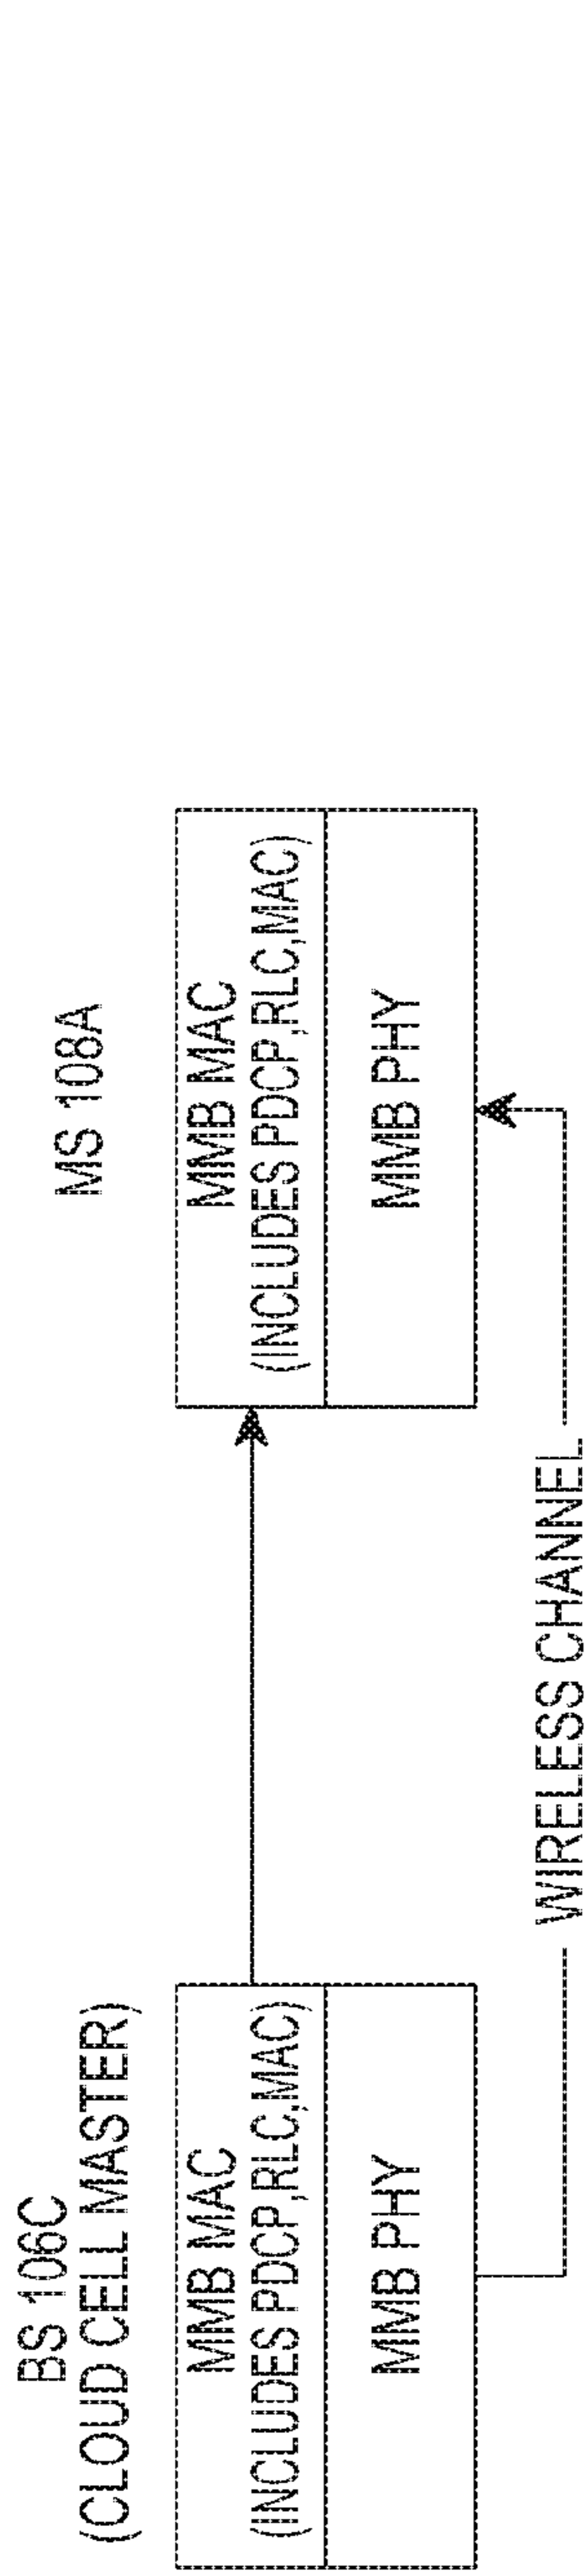 BS 106C
(CLOUD CELL MASTER)
MMB MAC
(INCLUDES PDCP,RLC,MAC)
MMB PHY
WIRELESS CHANNEL
MS 108A
MMB MAC
(INCLUDES PDCP,RLC,MAC)
MMB PHY